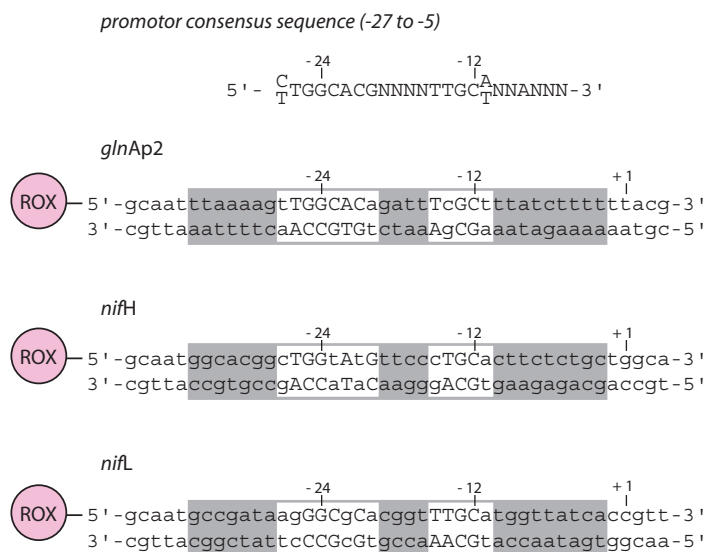 promotor consensus sequence (-27 to -5)
-24 -12
C A
5'- TTGGCACGNNNNTTGCTNNANNN-3'
T
glnAp2
-24 -12 +1
ROX 5'-gcaatttaaaagtTGGCACAgattTcGCtttatcttttttacg-3'
3'-cgttaaattttcaACCGTGtctaaAgCGaaatagaaaaaatgc-5'
nifH
-24 -12 +1
ROX 5'-gcaatggcacggcTGGtAtGttcccTGCacttctctgctggca-3'
3'-cgttaccgtgccgACCaTaCaagggACGtgaagagacgaccgt-5'
nifL
-24 -12 +1
ROX 5'-gcaatgccgataagGGCgCacggtTTGCatggttatcaccgtt-3'
3'-cgttacggctattcCCGcGtgccaAACGtaccaatagtggcaa-5'